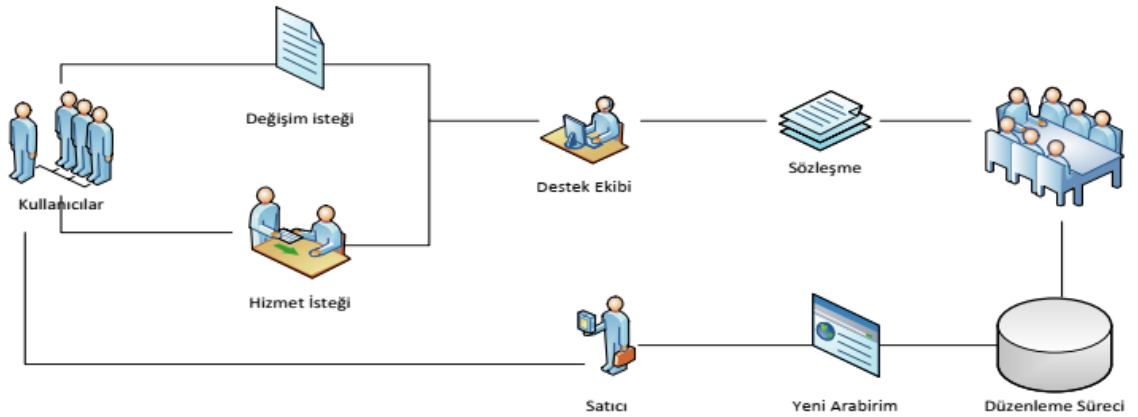 Değişim isteği
Kullanıcılar
Destek Ekibi
Sözleşme
Hizmet İsteği
Satıcı
Yeni Arabirim
Düzenleme Süreci